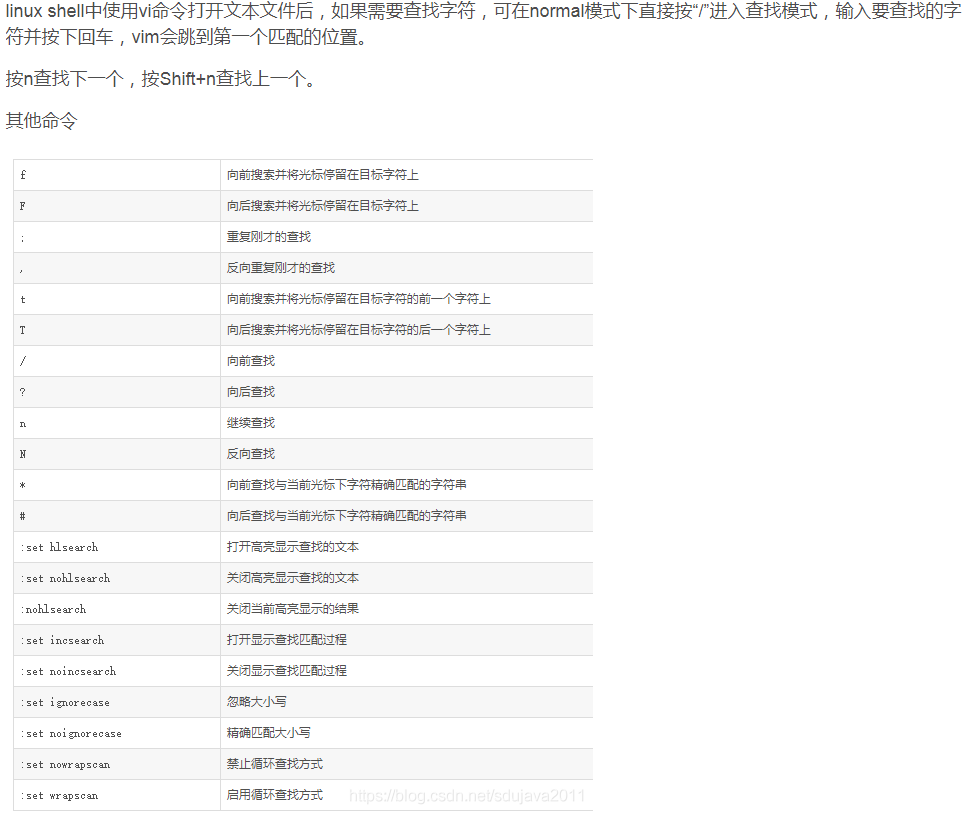 linux shell中使用vi命令打开文本文件后，如果需要查找字符，可在normal模式下直接按“/”进入查找模式，输入要查找的字
符并按下回车，vim会跳到第一个匹配的位置。
按n查找下一个，按Shift+n查找上一个。
其他命令
f 向前搜索并将光标停留在目标字符上
F 向后搜索并将光标停留在目标字符上
; 重复刚才的查找
, 反向重复刚才的查找
t 向前搜索并将光标停留在目标字符的前一个字符上
T 向后搜索并将光标停留在目标字符的后一个字符上
/ 向前查找
? 向后查找
n 继续查找
N 反向查找
* 向前查找与当前光标下字符精确匹配的字符串
# 向后查找与当前光标下字符精确匹配的字符串
:set hlsearch 打开高亮显示查找的文本
:set nohlsearch 关闭高亮显示查找的文本
:nohlsearch 关闭当前高亮显示的结果
:set incsearch 打开显示查找匹配过程
:set noincsearch 关闭显示查找匹配过程
:set ignorecase 忽略大小写
:set noignorecase 精确匹配大小写
:set nowrapscan 禁止循环查找方式
:set wrapscan 启用循环查找方式
https://blog.csdn.net/sdujava2011